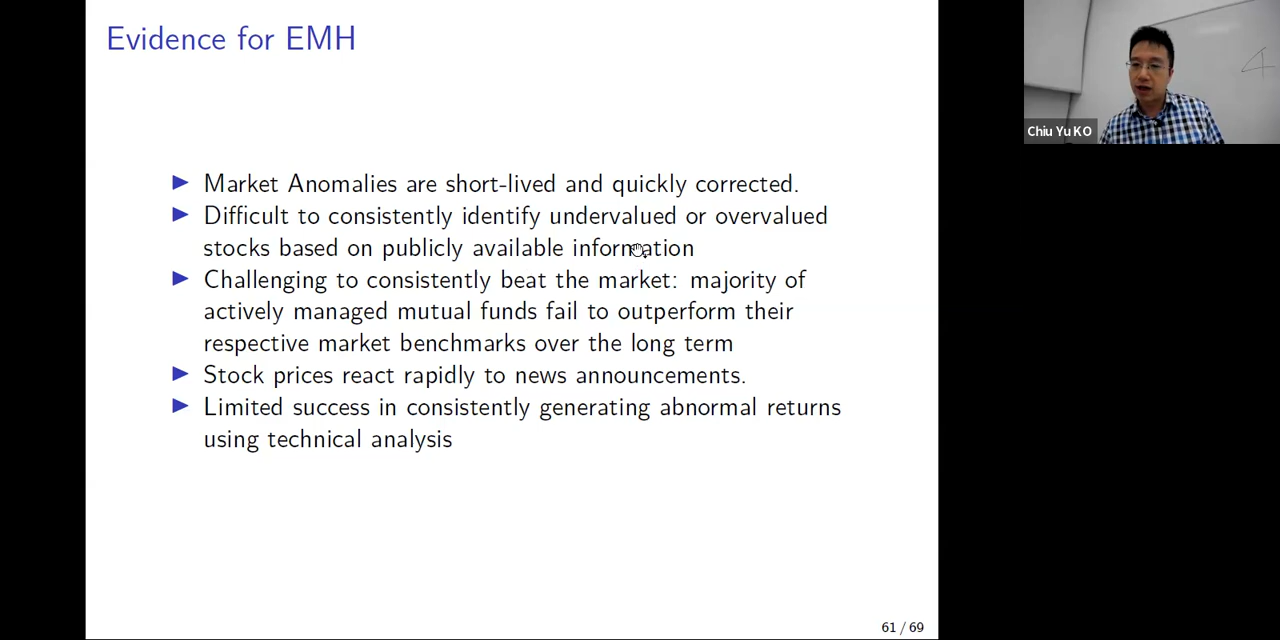 Evidence for EMH
▶ Market Anomalies are short-lived and quickly corrected.
▶ Difficult to consistently identify undervalued or overvalued
stocks based on publicly available information
▶ Challenging to consistently beat the market: majority of
actively managed mutual funds fail to outperform their
respective market benchmarks over the long term
▶ Stock prices react rapidly to news announcements.
▶ Limited success in consistently generating abnormal returns
using technical analysis
61 / 69
Chiu Yu KO
4